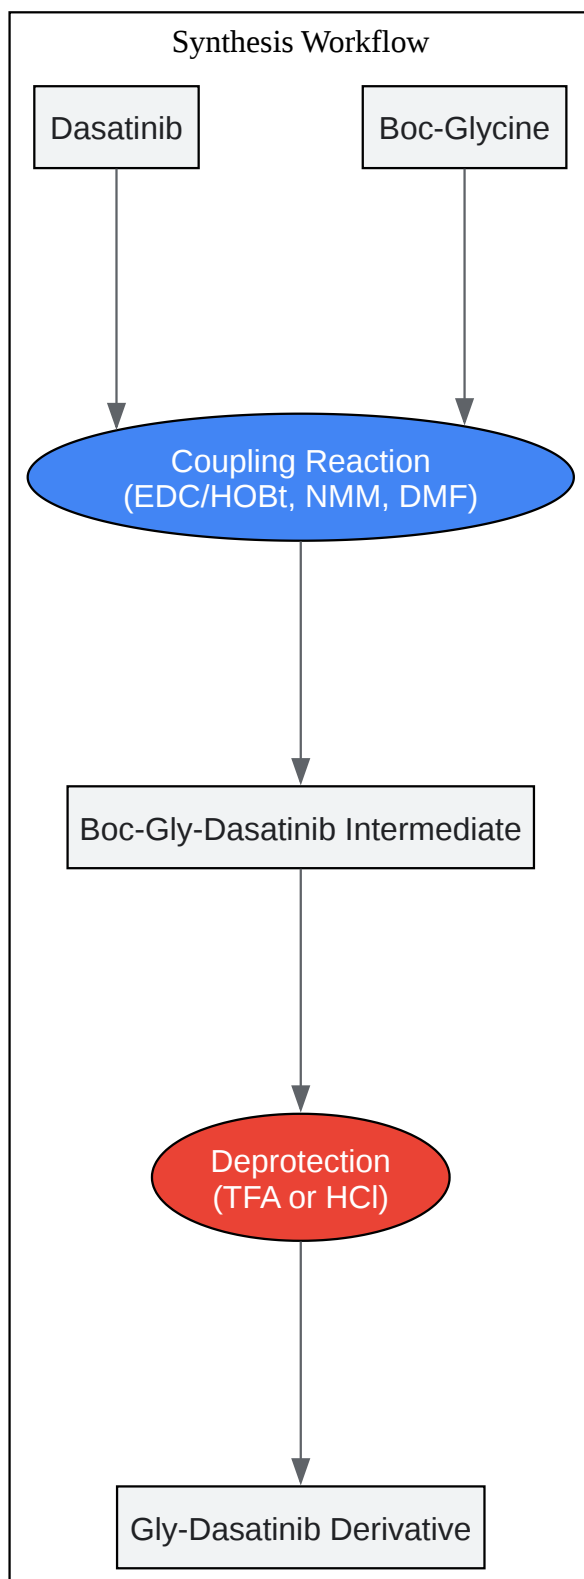 Synthesis Workflow
Dasatinib
Boc-Glycine
Coupling Reaction
(EDC/HOBt, NMM, DMF)
Boc-Gly-Dasatinib Intermediate
Deprotection
(TFA or HCl)
Gly-Dasatinib Derivative